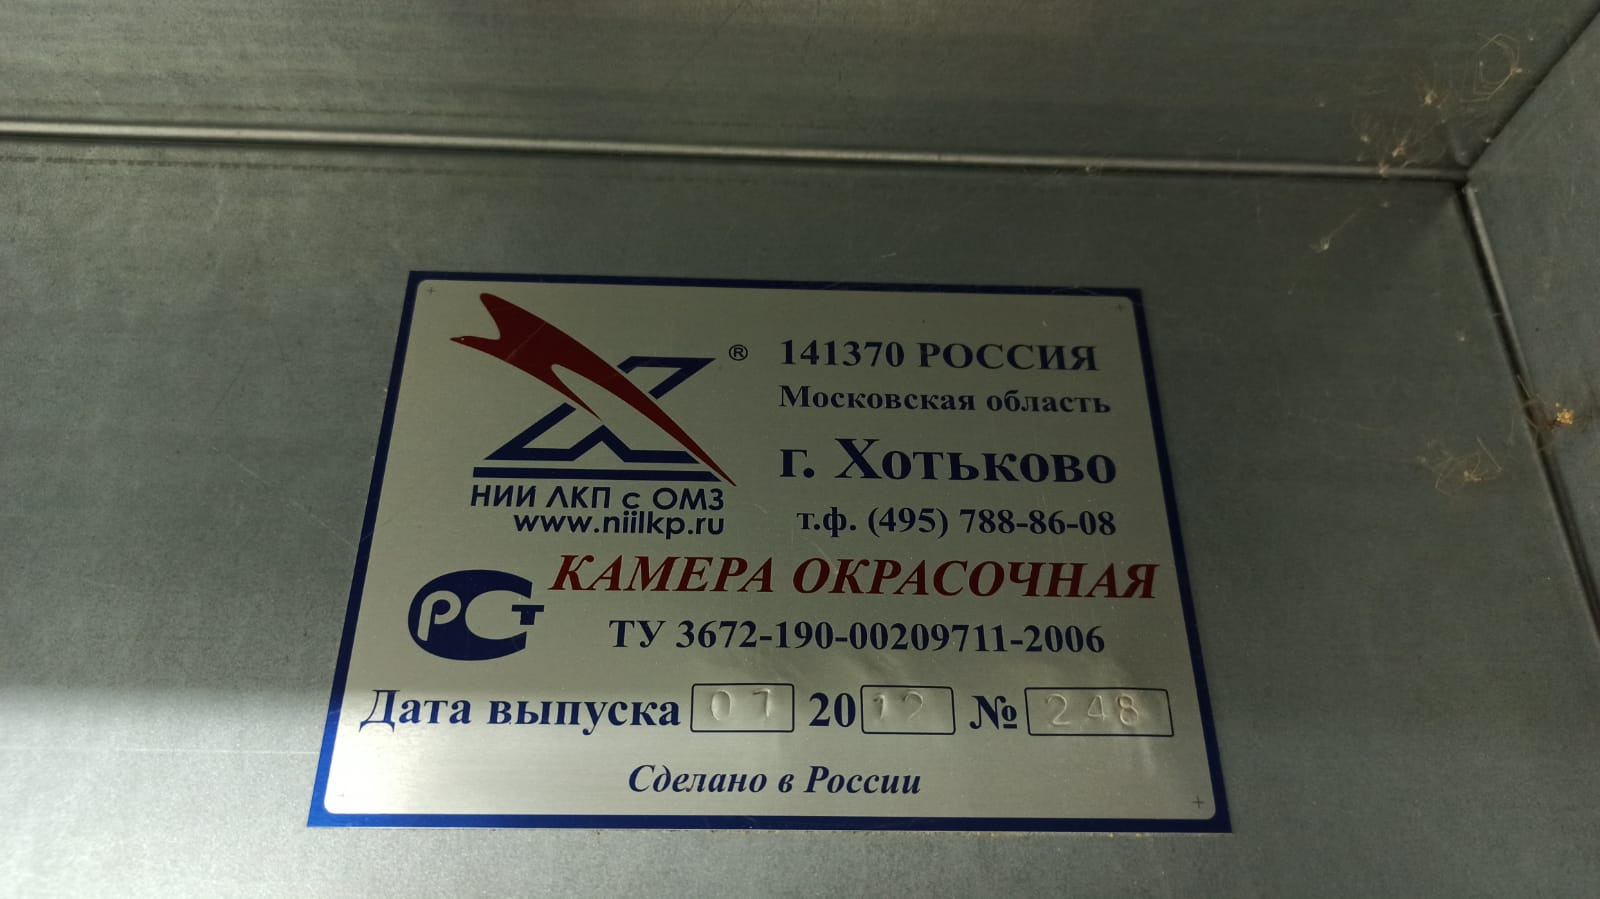 ®
141370 РОССИЯ
Московская область
г. Хотьково
т.ф. (495) 788-86-08
НИИ ЛКП с ОМЗ
www.niilkp.ru
КАМЕРА ОКРАСОЧНАЯ
РСТ
ТУ 3672-190-00209711-2006
Дата выпуска 07 2012 № 248
Сделано в России